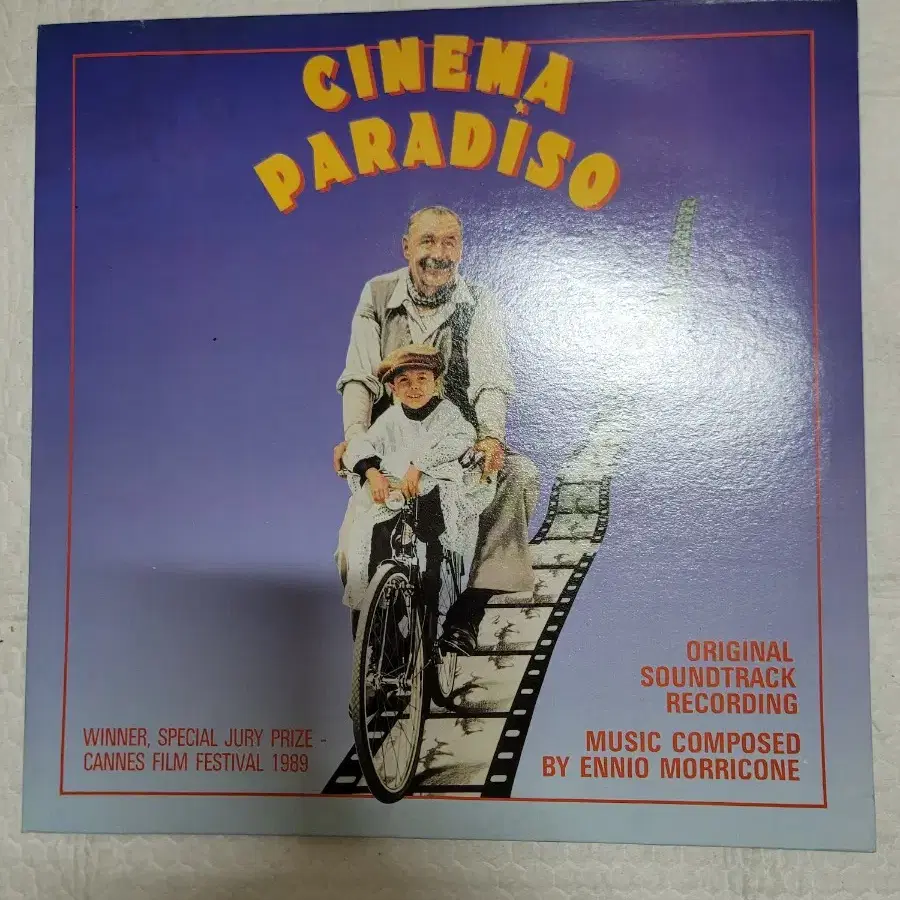 CINEMA
PARADISO
ORIGINAL
SOUNDTRACK
RECORDING
WINNER, SPECIAL JURY PRIZE -
CANNES FILM FESTIVAL 1989
MUSIC COMPOSED
BY ENNIO MORRICONE